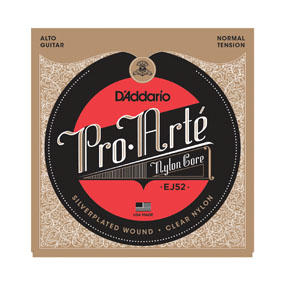 ALTO
GUITAR
NORMAL
TENSION
D'Addario
Pro·Arté
Nylon Core
·EJ52·
USA MADE
SILVERPLATED WOUND · CLEAR NYLON